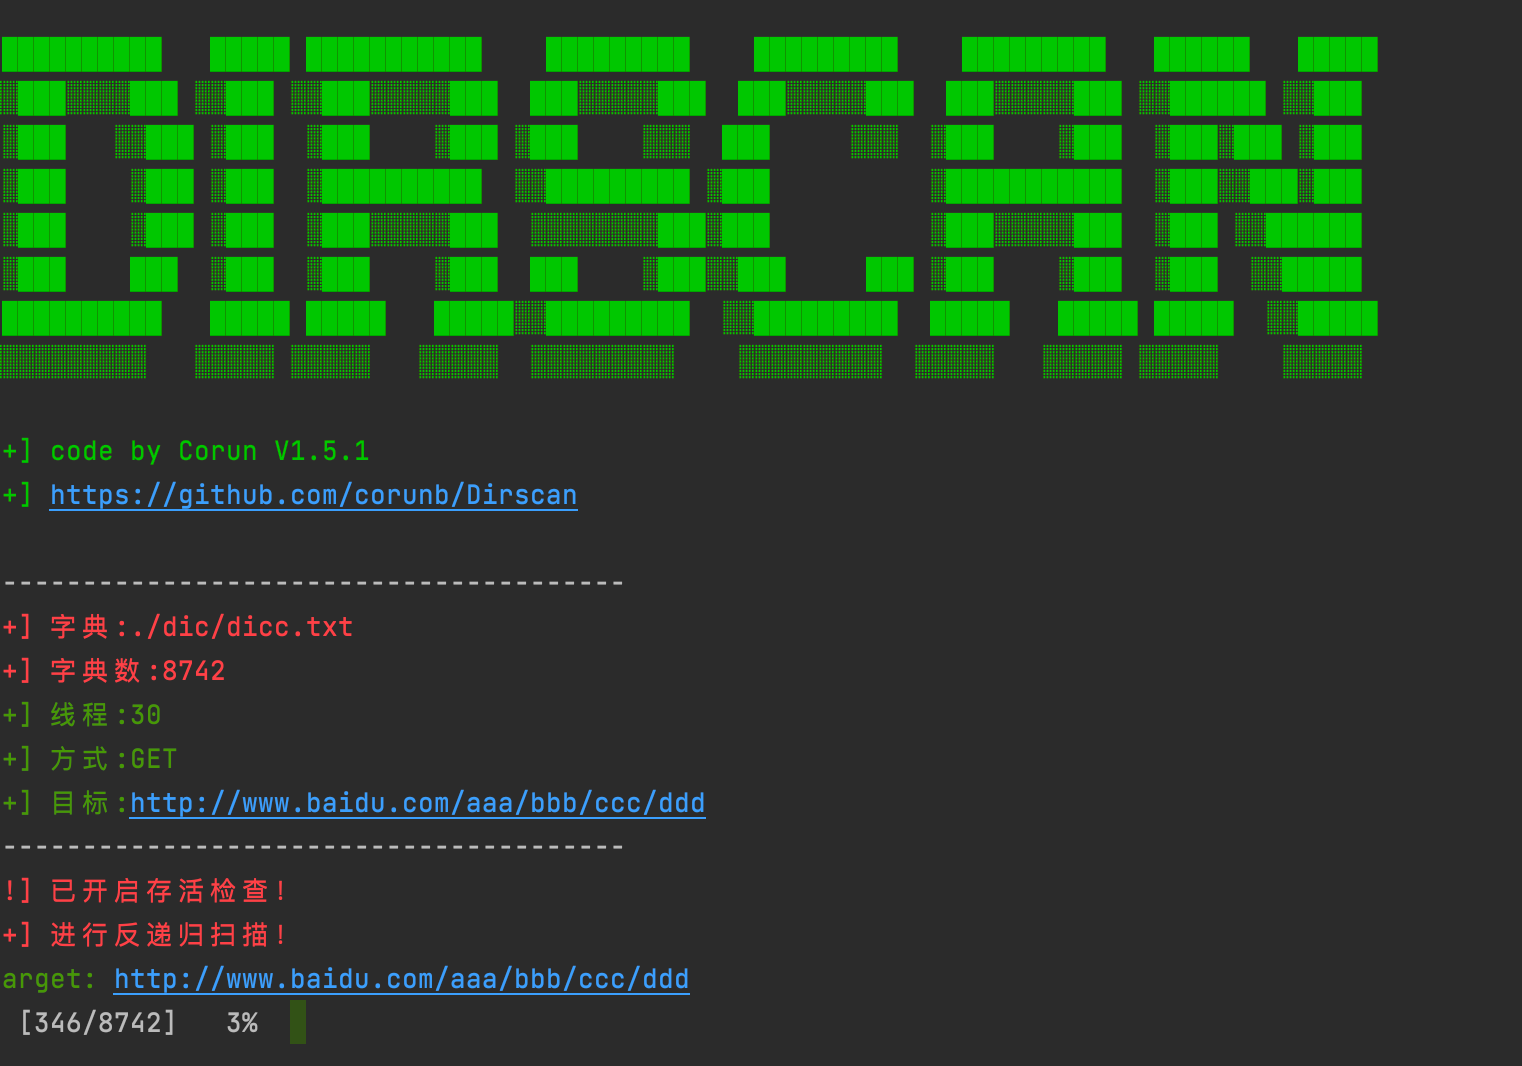 DIRSCAN
+] code by Corun V1.5.1
+] https://github.com/corunb/Dirscan
---------------------------------------
+] 字典:./dic/dicc.txt
+] 字典数:8742
+] 线程:30
+] 方式:GET
+] 目标:http://www.baidu.com/aaa/bbb/ccc/ddd
---------------------------------------
!] 已开启存活检查!
+] 进行反递归扫描!
arget: http://www.baidu.com/aaa/bbb/ccc/ddd
[346/8742] 3%